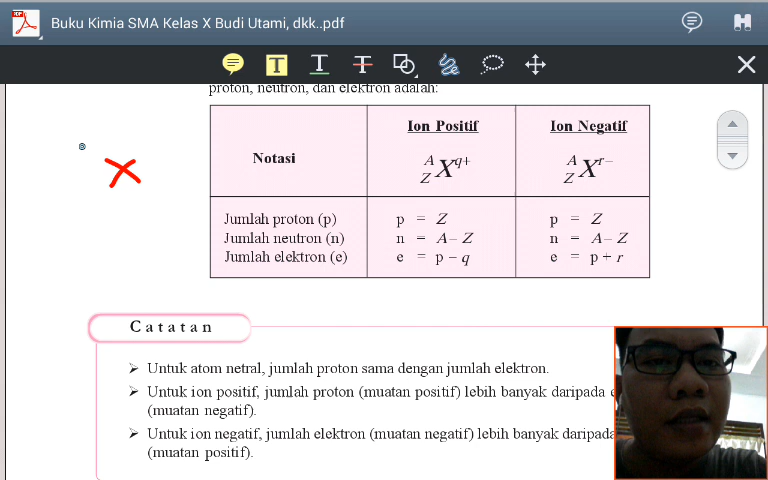 Buku Kimia SMA Kelas X Budi Utami, dkk..pdf
proton, neutron, dan elektron adalah:
Notasi
Ion Positif
A
Z
X
q+
Ion Negatif
A
Z
X
r–
Jumlah proton (p) p = Z p = Z
Jumlah neutron (n) n = A – Z n = A – Z
Jumlah elektron (e) e = p – q e = p + r
Catatan
➤ Untuk atom netral, jumlah proton sama dengan jumlah elektron.
➤ Untuk ion positif, jumlah proton (muatan positif) lebih banyak daripada
(muatan negatif).
➤ Untuk ion negatif, jumlah elektron (muatan negatif) lebih banyak daripada
(muatan positif).